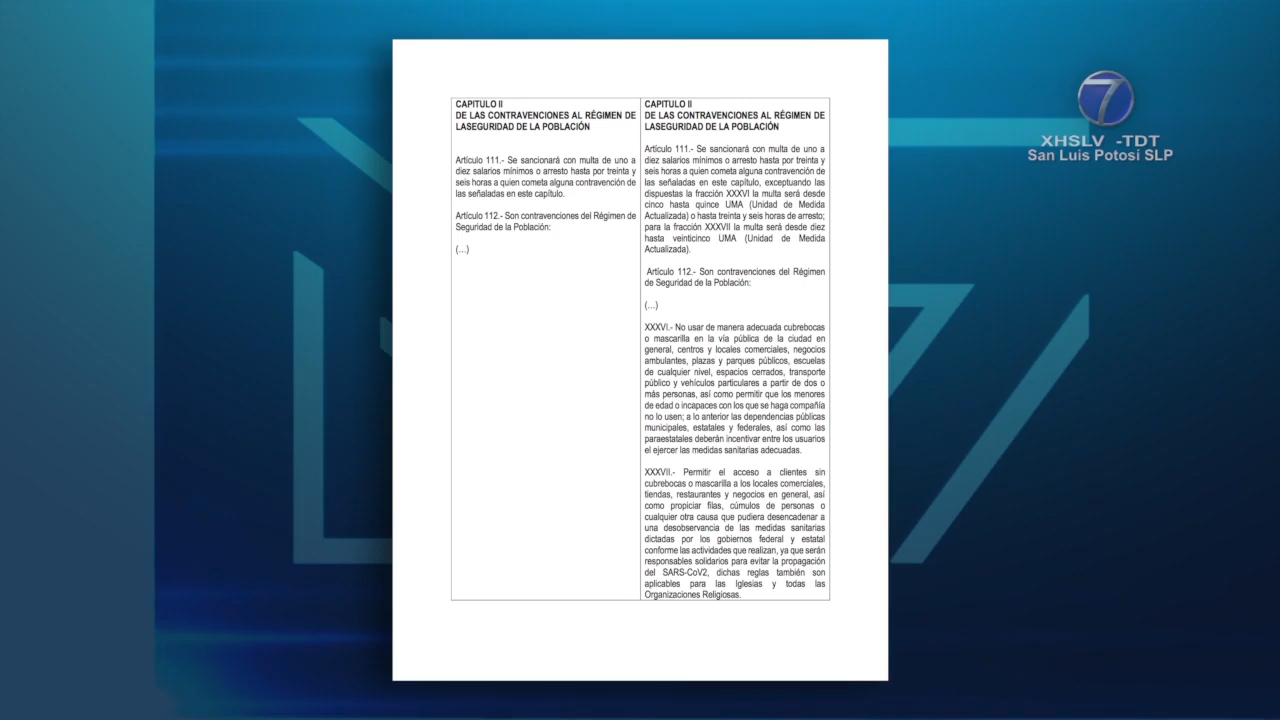 CAPITULO II
DE LAS CONTRAVENCIONES AL RÉGIMEN DE
LASEGURIDAD DE LA POBLACIÓN
Artículo 111.- Se sancionará con multa de uno a
diez salarios mínimos o arresto hasta por treinta y
seis horas a quien cometa alguna contravención de
las señaladas en este capítulo.
Artículo 112.- Son contravenciones del Régimen de
Seguridad de la Población:
(…)
CAPITULO II
DE LAS CONTRAVENCIONES AL RÉGIMEN DE
LASEGURIDAD DE LA POBLACIÓN
Artículo 111.- Se sancionará con multa de uno a
diez salarios mínimos o arresto hasta por treinta y
seis horas a quien cometa alguna contravención de
las señaladas en este capítulo, exceptuando las
dispuestas la fracción XXXVI la multa será desde
cinco hasta quince UMA (Unidad de Medida
Actualizada) o hasta treinta y seis horas de arresto;
para la fracción XXXVII la multa será desde diez
hasta veinticinco UMA (Unidad de Medida
Actualizada).
Artículo 112.- Son contravenciones del Régimen
de Seguridad de la Población:
(…)
XXXVI.- No usar de manera adecuada cubrebocas
o mascarilla en la vía pública de la ciudad en
general, centros y locales comerciales, negocios
ambulantes, plazas y parques públicos, escuelas
de cualquier nivel, espacios cerrados, transporte
público y vehículos particulares a partir de dos o
más personas, así como permitir que los menores
de edad o incapaces con los que se haga compañía
no lo usen; a lo anterior las dependencias públicas
municipales, estatales y federales, así como las
paraestatales deberán incentivar entre los usuarios
el ejercer las medidas sanitarias adecuadas.
XXXVII.- Permitir el acceso a clientes sin
cubrebocas o mascarilla a los locales comerciales,
tiendas, restaurantes y negocios en general, así
como propiciar filas, cúmulos de personas o
cualquier otra causa que pudiera desencadenar a
una desobservancia de las medidas sanitarias
dictadas por los gobiernos federal y estatal
conforme las actividades que realizan, ya que serán
responsables solidarios para evitar la propagación
del SARS-CoV2, dichas reglas también son
aplicables para las Iglesias y todas las
Organizaciones Religiosas.
7
XHSLV -TDT
San Luis Potosí SLP